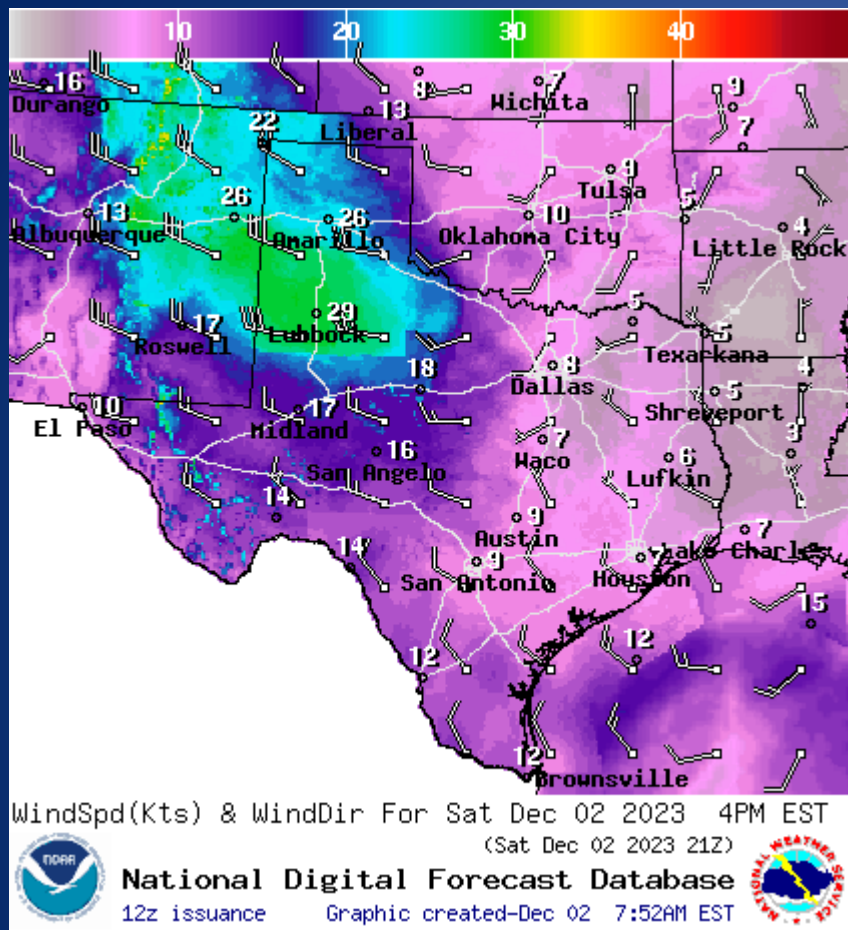 10 20 30 40
16 8 7 9
Durango 13 Wichita
22 Liberal 7
9
Tulsa
13 26 26 10 5 4
Albuquerque Amarillo Oklahoma City Little Rock
29 5
17 Lubbock 5
Roswell Texarkana
18 8
Dallas 5 4
10 17 Shreveport
El Paso Midland 7 3
16 Waco 6
San Angelo Lufkin
14 9 7
Austin Lake Charles
14 9 7
San Antonio Houston
15
12 12
12
Brownsville
WindSpd(Kts) & WindDir For Sat Dec 02 2023 4PM EST
(Sat Dec 02 2023 21Z)
NOAA
National Digital Forecast Database
12z issuance Graphic created-Dec 02 7:52AM EST
NATIONAL WEATHER SERVICE